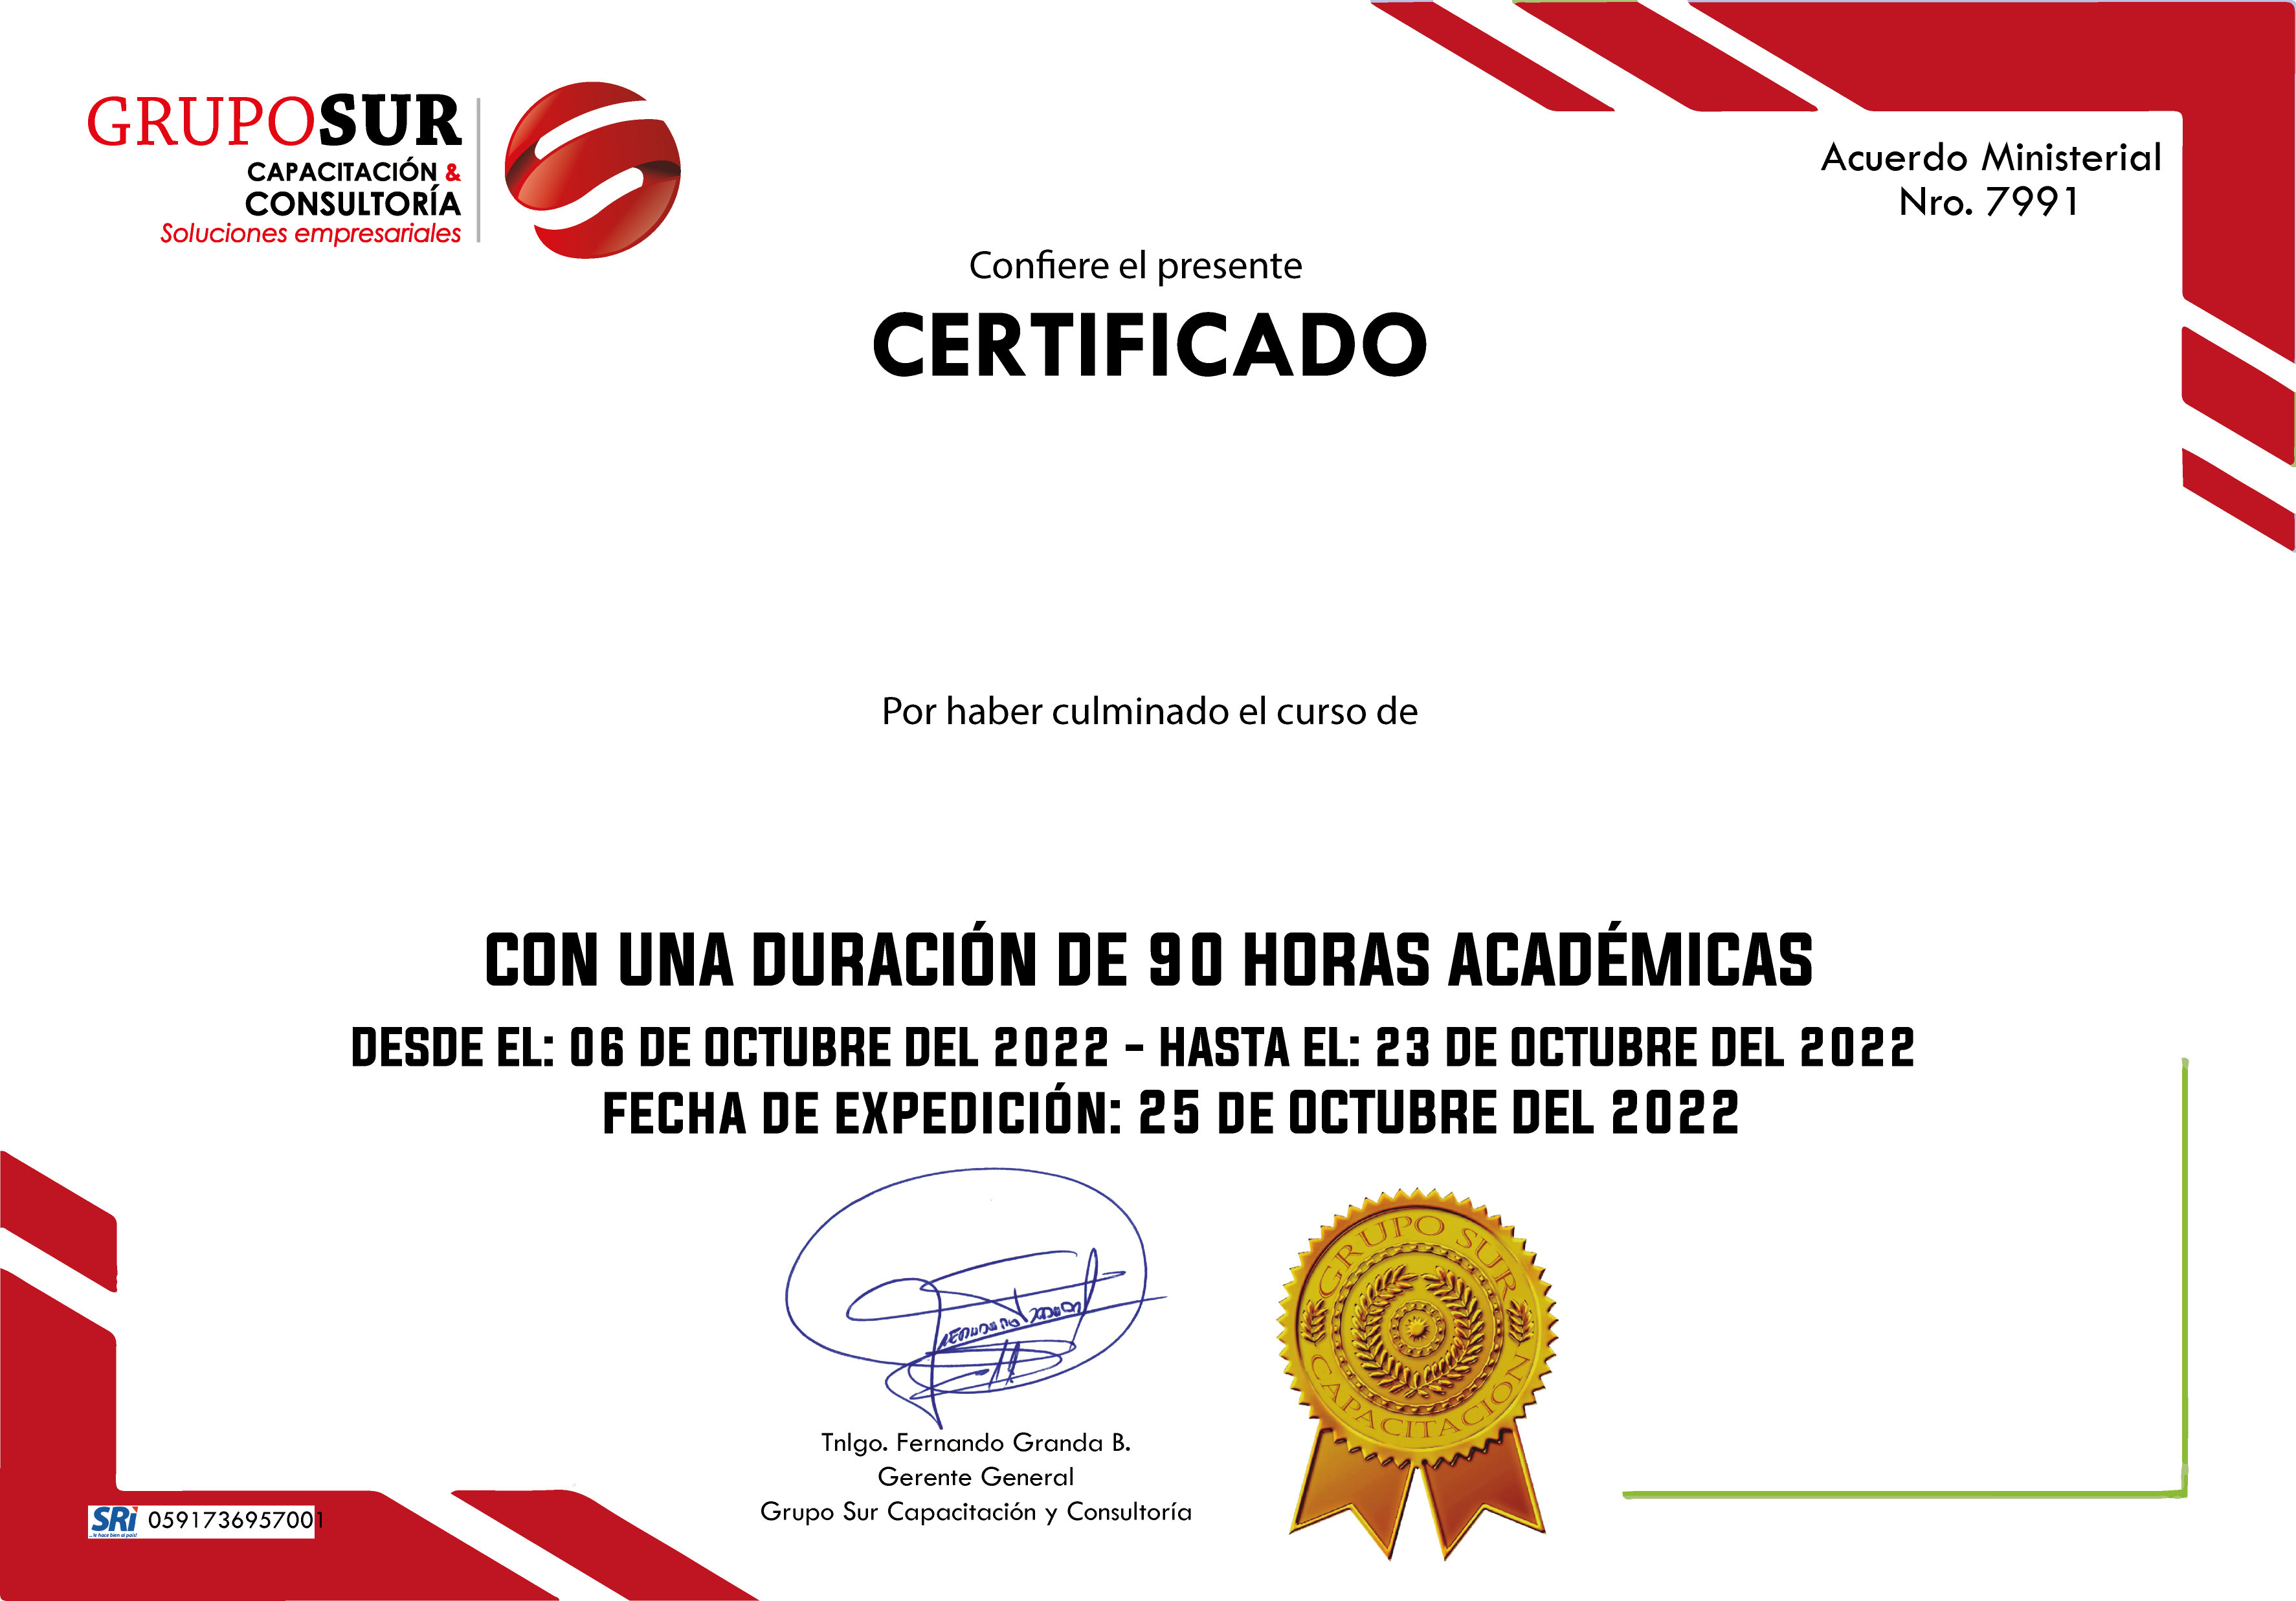 GRUPOSUR
CAPACITACIÓN &
CONSULTORÍA
Soluciones empresariales
Acuerdo Ministerial
Nro. 7991
Confiere el presente
CERTIFICADO
Por haber culminado el curso de
CON UNA DURACIÓN DE 90 HORAS ACADÉMICAS
DESDE EL: 06 DE OCTUBRE DEL 2022 - HASTA EL: 23 DE OCTUBRE DEL 2022
FECHA DE EXPEDICIÓN: 25 DE OCTUBRE DEL 2022
GRUPO SUR
CAPACITACION
Tnlgo. Fernando Granda B.
Gerente General
Grupo Sur Capacitación y Consultoría
SRi 0591736957001
...le hace bien al país!